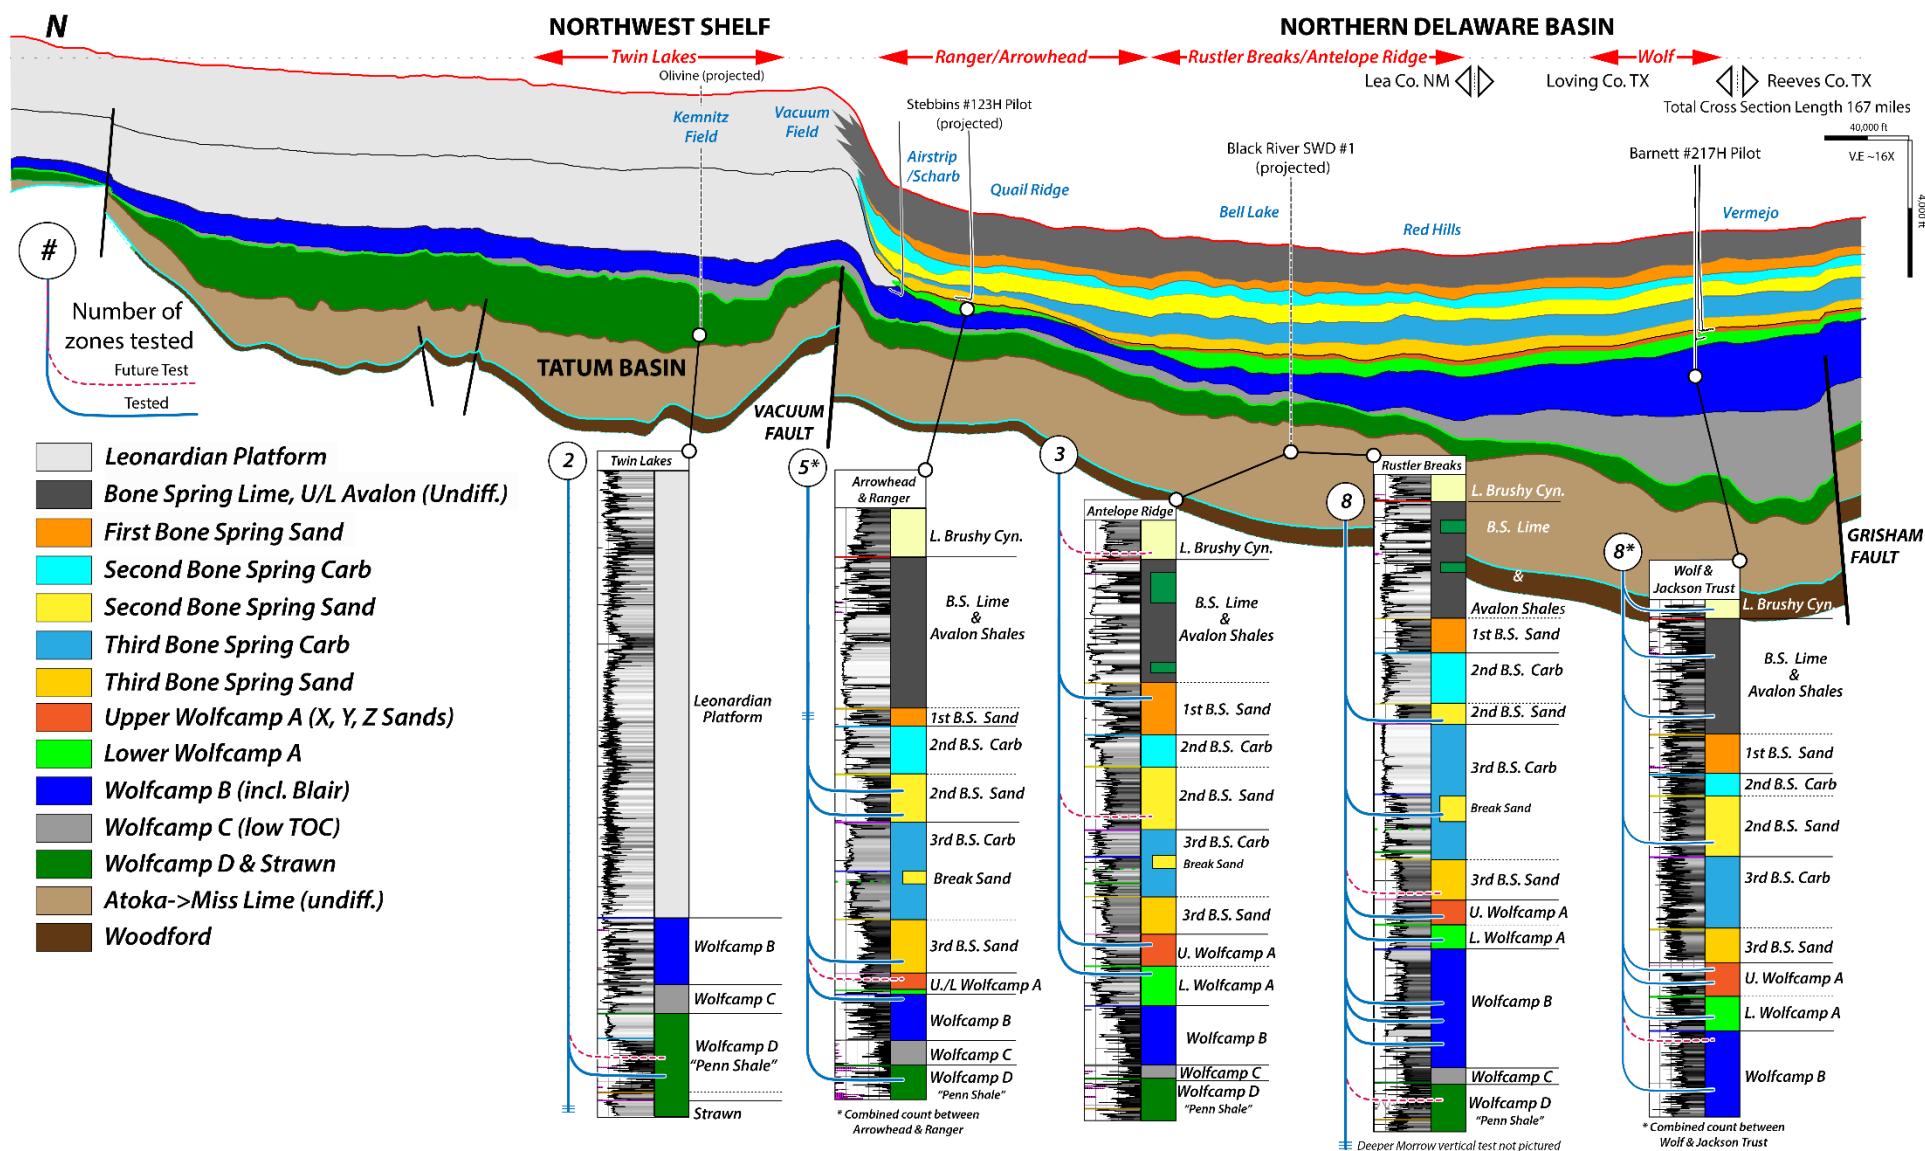 N
NORTHWEST SHELF
NORTHERN DELAWARE BASIN
Twin Lakes
Ranger/Arrowhead
Rustler Breaks/Antelope Ridge
Wolf
Olivine (projected)
Lea Co. NM
Loving Co. TX
Reeves Co. TX
Total Cross Section Length 167 miles
40,000 ft
V.E ~16X
4,000 ft
Kemnitz
Field
Vacuum
Field
Stebbins #123H Pilot
(projected)
Airstrip
/Scharb
Quail Ridge
Black River SWD #1
(projected)
Bell Lake
Red Hills
Barnett #217H Pilot
Vermejo
#
Number of
zones tested
Future Test
Tested
TATUM BASIN
VACUUM
FAULT
GRISHAM
FAULT
Leonardian Platform
Bone Spring Lime, U/L Avalon (Undiff.)
First Bone Spring Sand
Second Bone Spring Carb
Second Bone Spring Sand
Third Bone Spring Carb
Third Bone Spring Sand
Upper Wolfcamp A (X, Y, Z Sands)
Lower Wolfcamp A
Wolfcamp B (incl. Blair)
Wolfcamp C (low TOC)
Wolfcamp D & Strawn
Atoka->Miss Lime (undiff.)
Woodford
2
Twin Lakes
Leonardian
Platform
Wolfcamp B
Wolfcamp C
Wolfcamp D
"Penn Shale"
Strawn
5*
Arrowhead
& Ranger
L. Brushy Cyn.
B.S. Lime
&
Avalon Shales
1st B.S. Sand
2nd B.S. Carb
2nd B.S. Sand
3rd B.S. Carb
Break Sand
3rd B.S. Sand
U./L Wolfcamp A
Wolfcamp B
Wolfcamp C
Wolfcamp D
"Penn Shale"
* Combined count between
Arrowhead & Ranger
3
Antelope Ridge
L. Brushy Cyn.
B.S. Lime
&
Avalon Shales
1st B.S. Sand
2nd B.S. Carb
2nd B.S. Sand
3rd B.S. Carb
Break Sand
3rd B.S. Sand
U. Wolfcamp A
L. Wolfcamp A
Wolfcamp B
Wolfcamp C
Wolfcamp D
"Penn Shale"
8
Rustler Breaks
L. Brushy Cyn.
B.S. Lime
&
Avalon Shales
1st B.S. Sand
2nd B.S. Carb
2nd B.S. Sand
3rd B.S. Carb
Break Sand
3rd B.S. Sand
U. Wolfcamp A
L. Wolfcamp A
Wolfcamp B
Wolfcamp C
Wolfcamp D
"Penn Shale"
Deeper Morrow vertical test not pictured
8*
Wolf &
Jackson Trust
L. Brushy Cyn.
B.S. Lime
&
Avalon Shales
1st B.S. Sand
2nd B.S. Carb
2nd B.S. Sand
3rd B.S. Carb
3rd B.S. Sand
U. Wolfcamp A
L. Wolfcamp A
Wolfcamp B
* Combined count between
Wolf & Jackson Trust